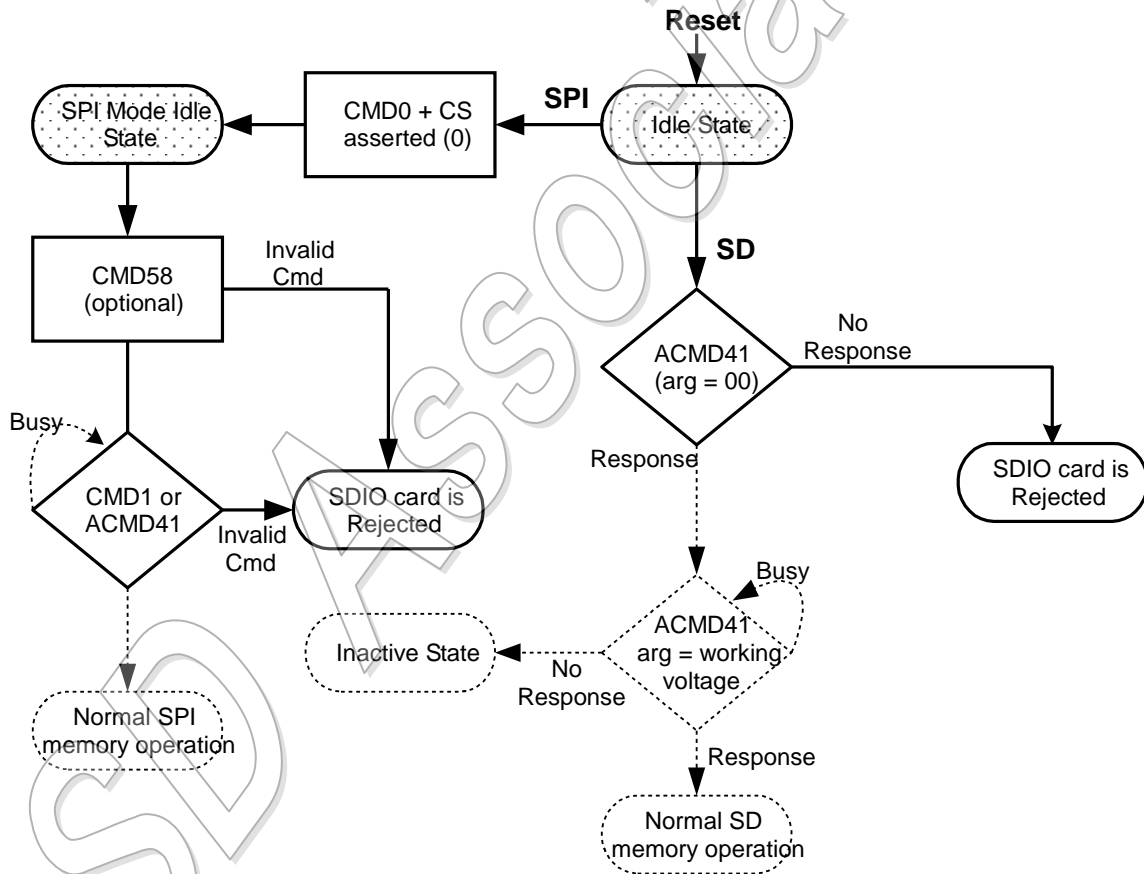 Reset
SPI Mode Idle
State
CMD0 + CS
asserted (0)
SPI
Idle State
CMD58
(optional)
Invalid
Cmd
SD
ACMD41
(arg = 00)
No
Response
Busy
CMD1 or
ACMD41
Invalid
Cmd
SDIO card is
Rejected
Response
SDIO card is
Rejected
Inactive State
No
Response
ACMD41
arg = working
voltage
Busy
Normal SPI
memory operation
Response
Normal SD
memory operation
SD Associa